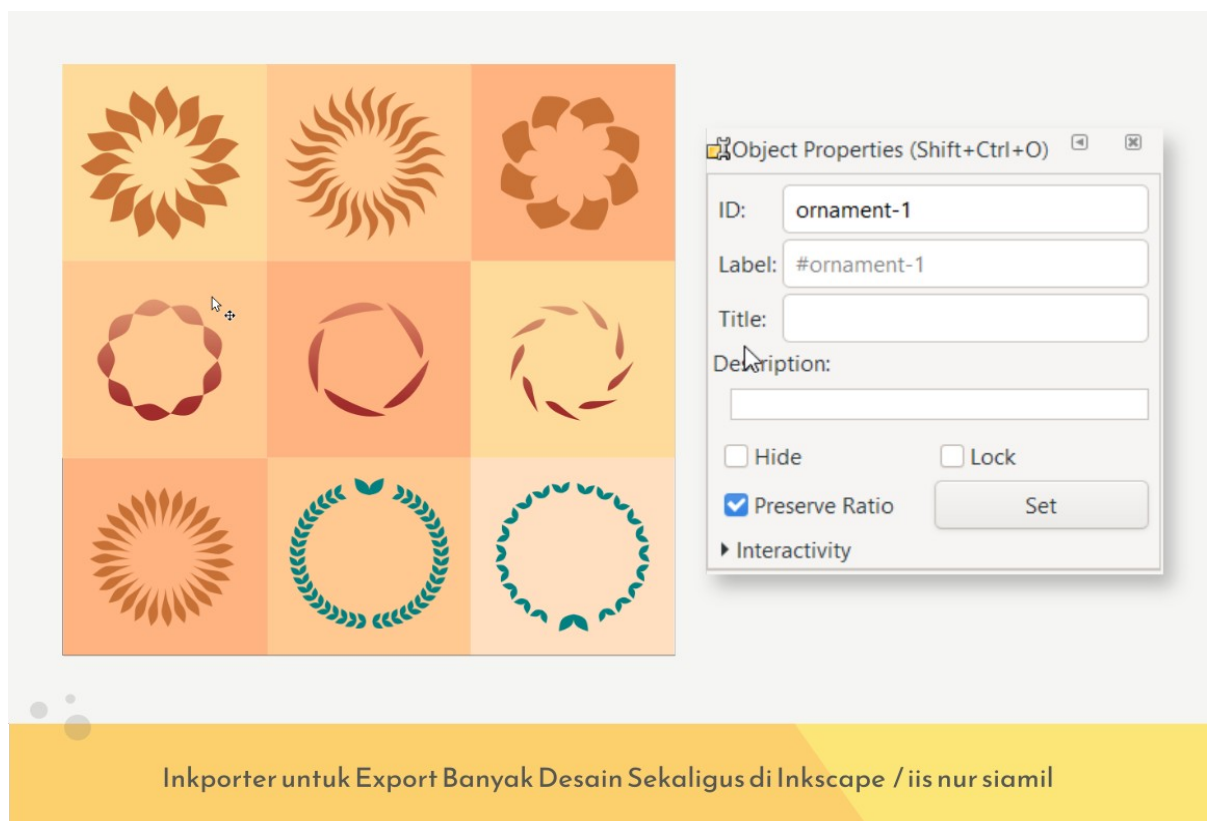 Object Properties (Shift+Ctrl+O)
ID: ornament-1
Label: #ornament-1
Title:
Description:
Hide Lock
Preserve Ratio Set
Interactivity
Inkporter untuk Export Banyak Desain Sekaligus di Inkscape / iis nur siamil